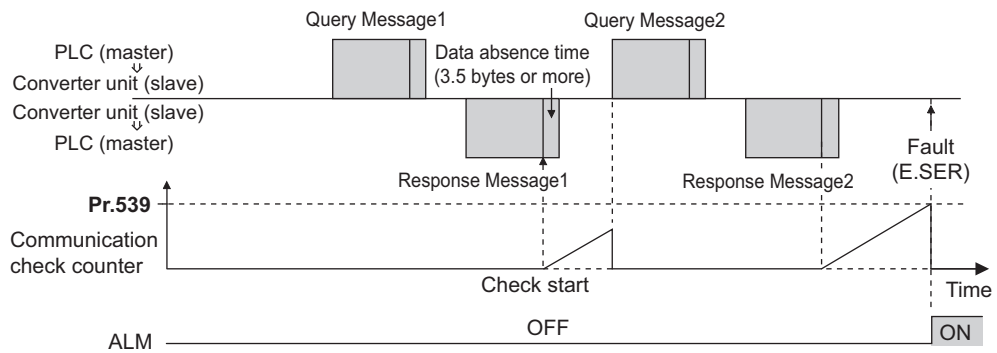 Query Message1
Query Message2
PLC (master)
Converter unit (slave)
Converter unit (slave)
PLC (master)
Data absence time
(3.5 bytes or more)
Response Message1
Response Message2
Fault
(E.SER)
Pr.539
Communication
check counter
Check start
Time
ALM
OFF
ON